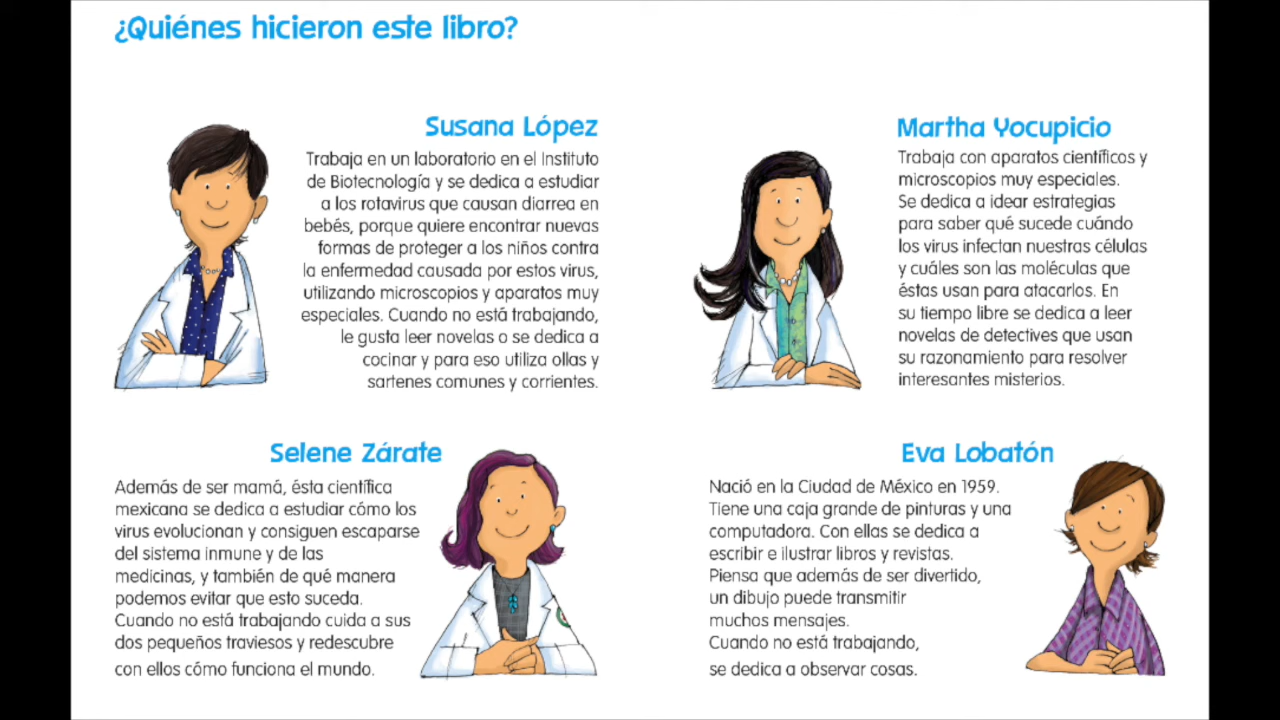 ¿Quiénes hicieron este libro?
Susana López
Trabaja en un laboratorio en el Instituto
de Biotecnología y se dedica a estudiar
a los rotavirus que causan diarrea en
bebés, porque quiere encontrar nuevas
formas de proteger a los niños contra
la enfermedad causada por estos virus,
utilizando microscopios y aparatos muy
especiales. Cuando no está trabajando,
le gusta leer novelas o se dedica a
cocinar y para eso utiliza ollas y
sartenes comunes y corrientes.
Martha Yocupicio
Trabaja con aparatos científicos y
microscopios muy especiales.
Se dedica a idear estrategias
para saber qué sucede cuándo
los virus infectan nuestras células
y cuáles son las moléculas que
éstas usan para atacarlos. En
su tiempo libre se dedica a leer
novelas de detectives que usan
su razonamiento para resolver
interesantes misterios.
Selene Zárate
Además de ser mamá, ésta científica
mexicana se dedica a estudiar cómo los
virus evolucionan y consiguen escaparse
del sistema inmune y de las
medicinas, y también de qué manera
podemos evitar que esto suceda.
Cuando no está trabajando cuida a sus
dos pequeños traviesos y redescubre
con ellos cómo funciona el mundo.
Eva Lobatón
Nació en la Ciudad de México en 1959.
Tiene una caja grande de pinturas y una
computadora. Con ellas se dedica a
escribir e ilustrar libros y revistas.
Piensa que además de ser divertido,
un dibujo puede transmitir
muchos mensajes.
Cuando no está trabajando,
se dedica a observar cosas.